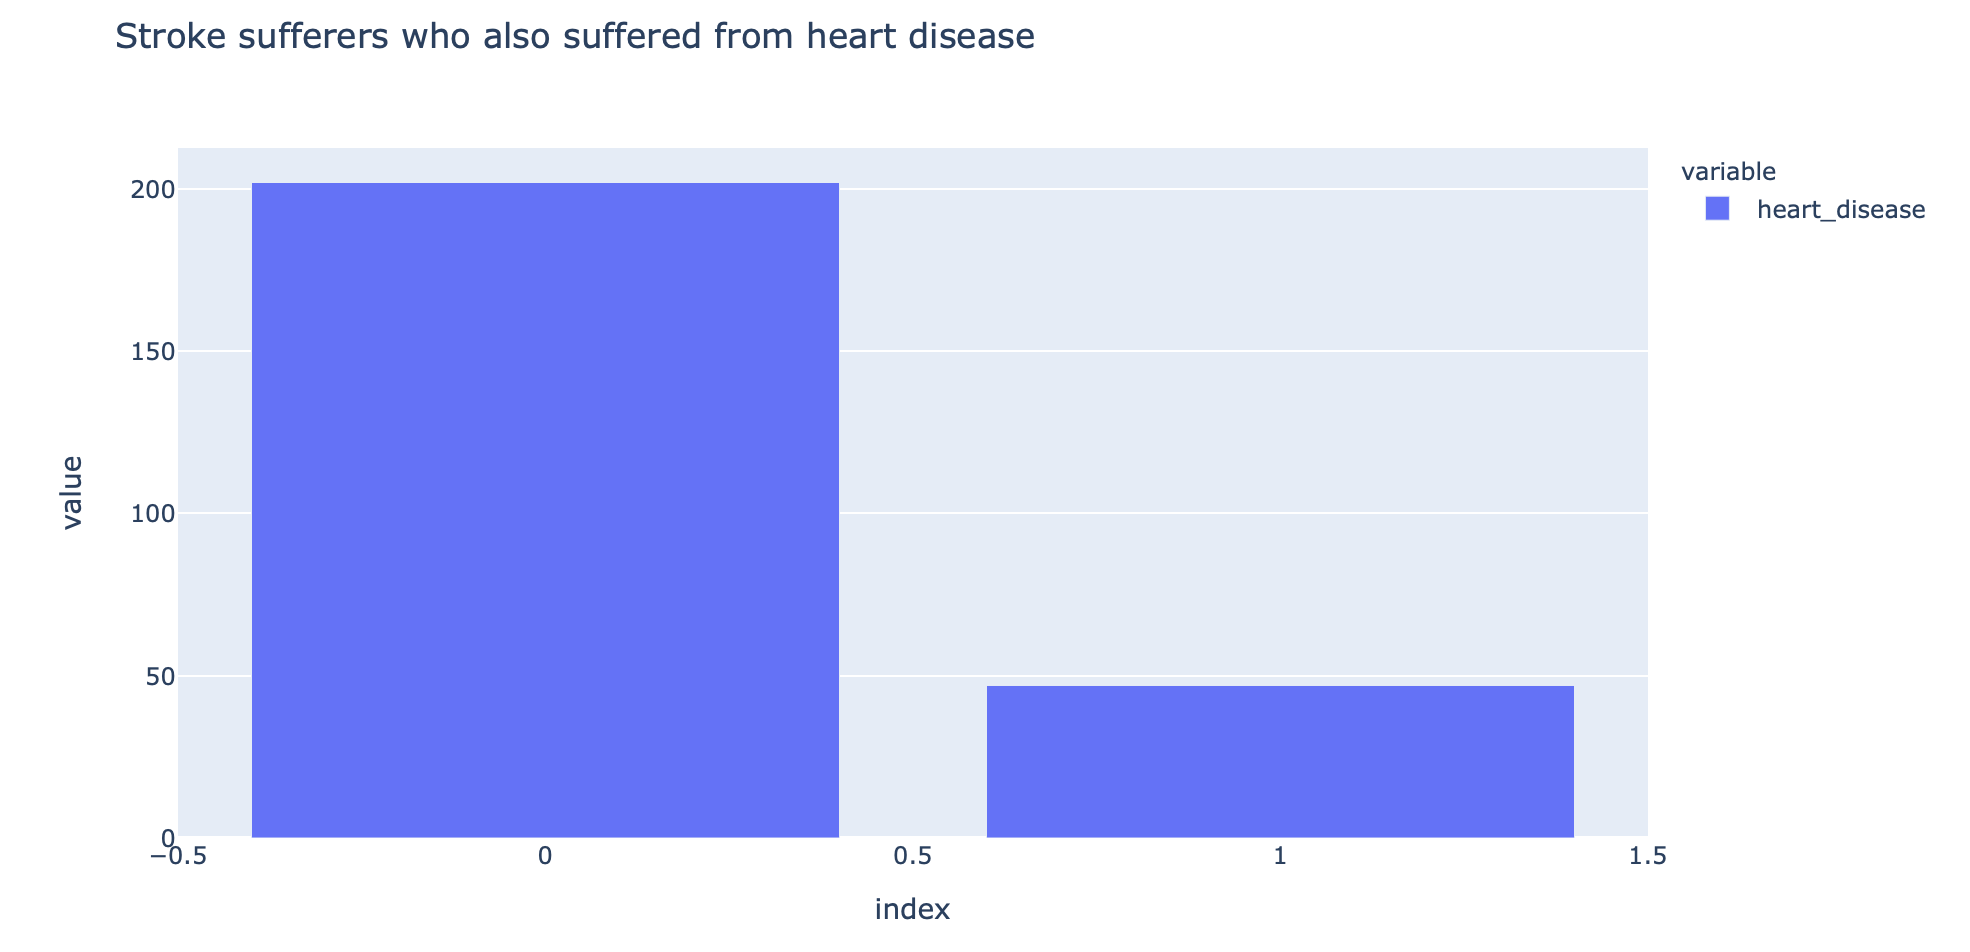 Stroke sufferers who also suffered from heart disease
variable
heart_disease
200
150
100
50
0
value
−0.5
0
0.5
1
1.5
index